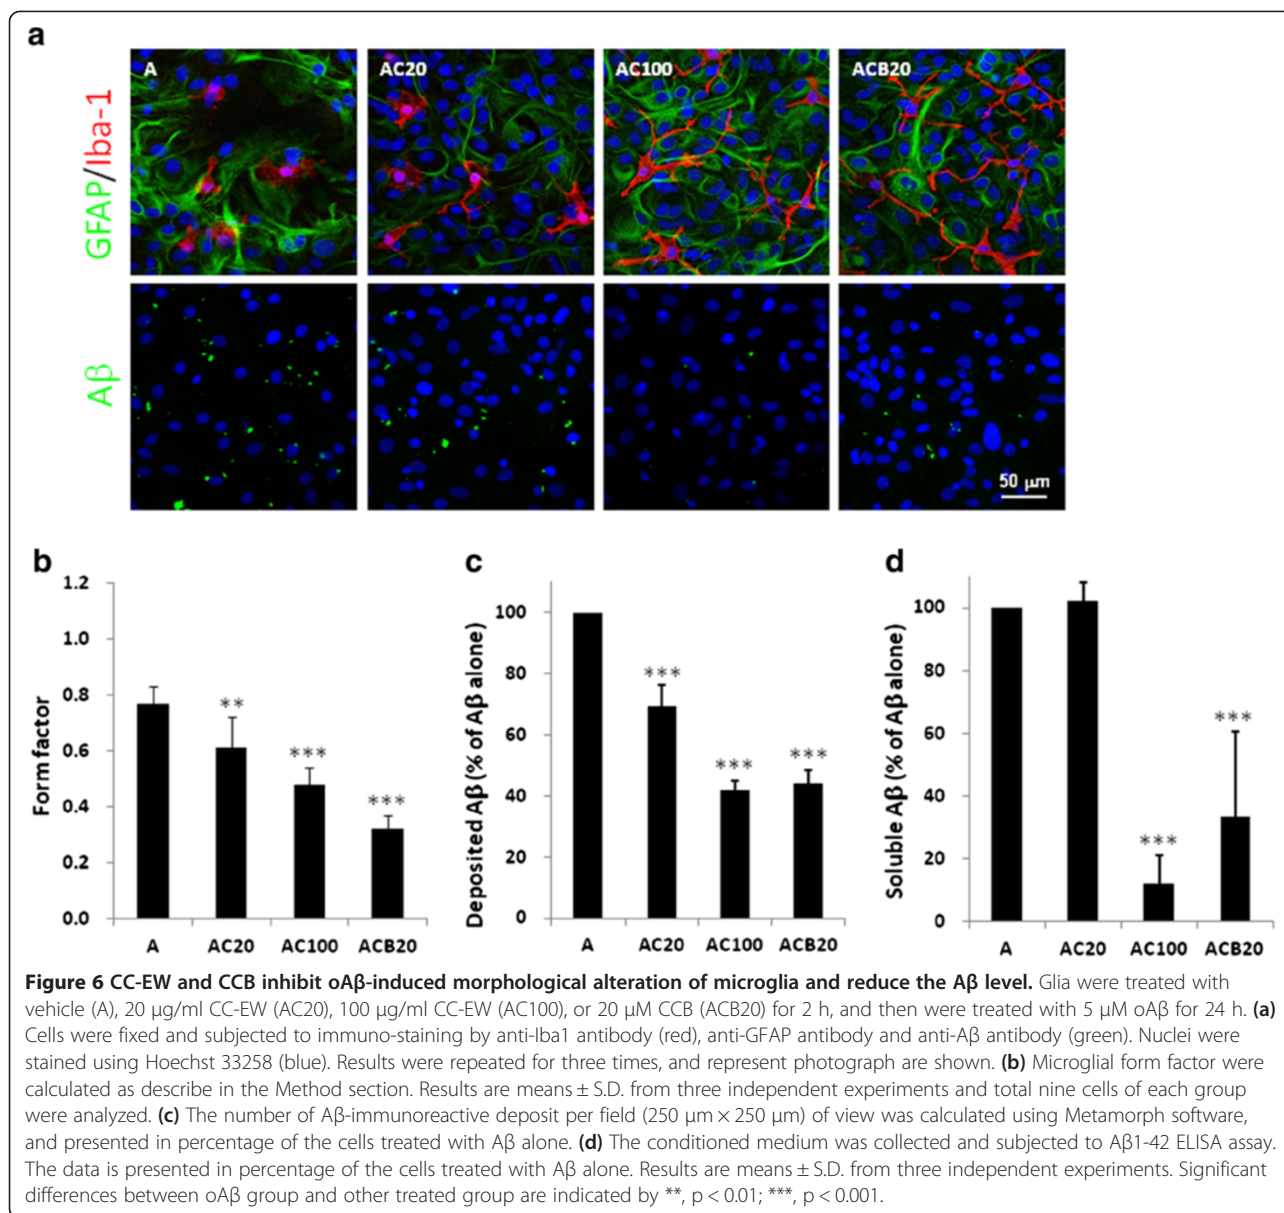 a
A
AC20
AC100
ACB20
GFAP/Iba-1
Aβ
50 μm
b
1.2
1.0
0.8
0.6
0.4
0.2
0.0
Form factor
**
***
***
A
AC20
AC100
ACB20
c
100
80
60
40
20
0
Deposited Aβ (% of Aβ alone)
***
***
***
A
AC20
AC100
ACB20
d
100
80
60
40
20
0
Soluble Aβ (% of Aβ alone)
***
***
A
AC20
AC100
ACB20
Figure 6 CC-EW and CCB inhibit oAβ-induced morphological alteration of microglia and reduce the Aβ level. Glia were treated with
vehicle (A), 20 μg/ml CC-EW (AC20), 100 μg/ml CC-EW (AC100), or 20 μM CCB (ACB20) for 2 h, and then were treated with 5 μM oAβ for 24 h. (a)
Cells were fixed and subjected to immuno-staining by anti-Iba1 antibody (red), anti-GFAP antibody and anti-Aβ antibody (green). Nuclei were
stained using Hoechst 33258 (blue). Results were repeated for three times, and represent photograph are shown. (b) Microglial form factor were
calculated as describe in the Method section. Results are means ± S.D. from three independent experiments and total nine cells of each group
were analyzed. (c) The number of Aβ-immunoreactive deposit per field (250 μm × 250 μm) of view was calculated using Metamorph software,
and presented in percentage of the cells treated with Aβ alone. (d) The conditioned medium was collected and subjected to Aβ1-42 ELISA assay.
The data is presented in percentage of the cells treated with Aβ alone. Results are means ± S.D. from three independent experiments. Significant
differences between oAβ group and other treated group are indicated by **, p < 0.01; ***, p < 0.001.